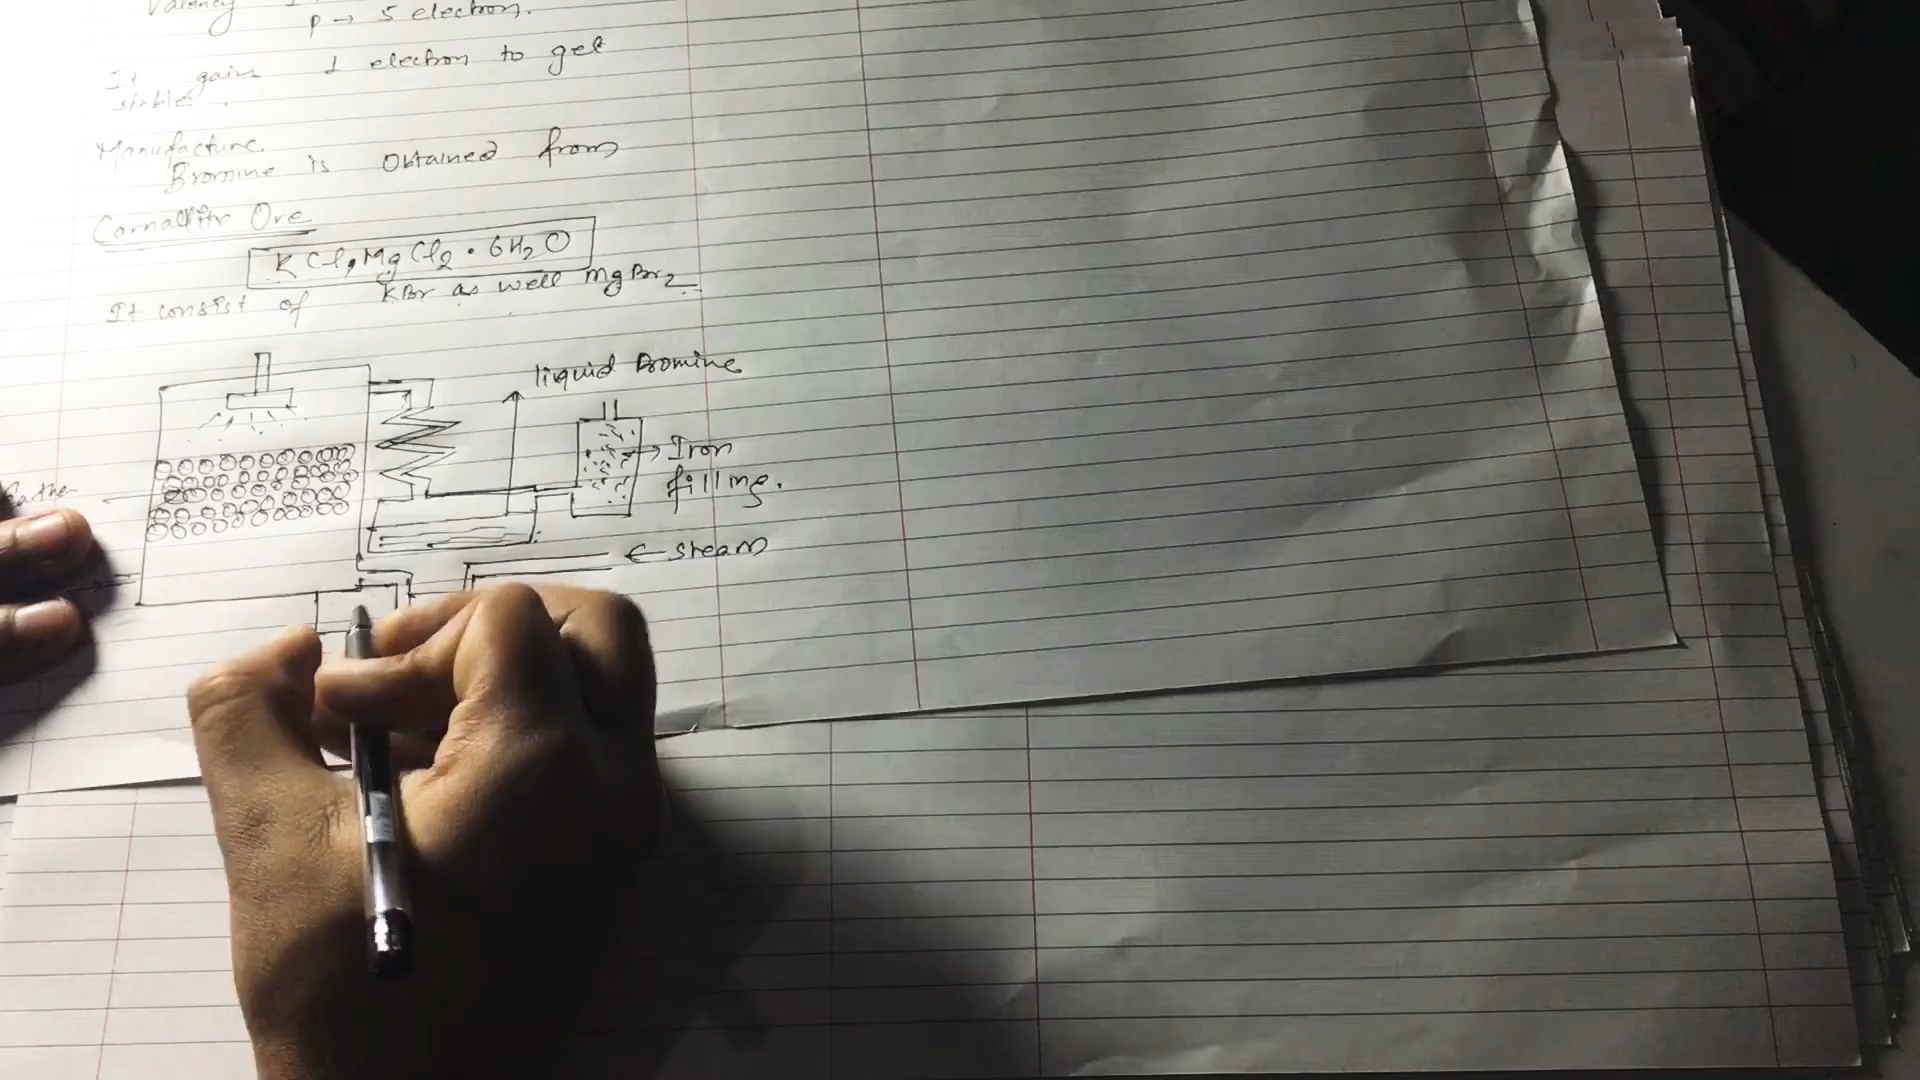 Valency
p → 5 electron.
It gains 1 electron to get
stable.
Manufacture.
Bromine is obtained from
Carnallite Ore
KCl, MgCl2 • 6H2O
It consist of KBr as well MgBr2
liquid Bromine
Iron
filling.
← steam